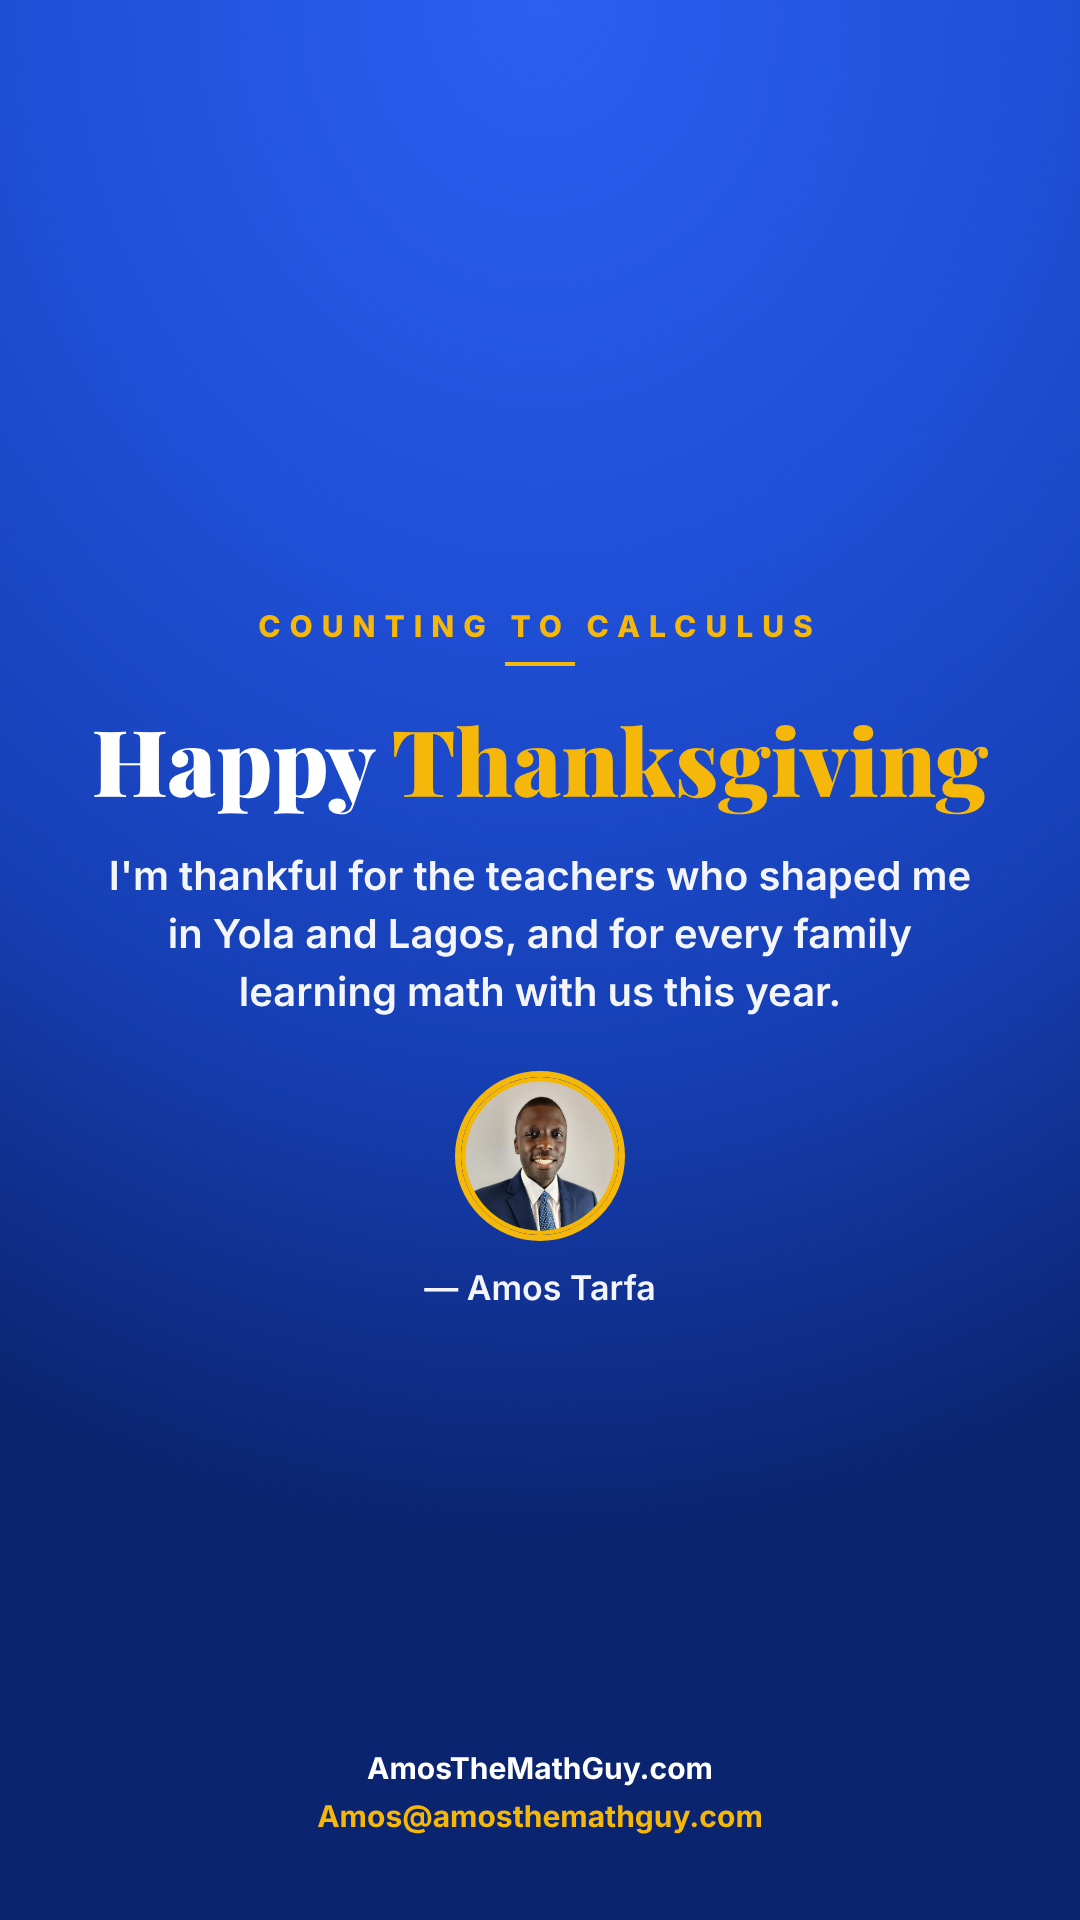 COUNTING TO CALCULUS
Happy Thanksgiving
I'm thankful for the teachers who shaped me
in Yola and Lagos, and for every family
learning math with us this year.
— Amos Tarfa
AmosTheMathGuy.com
Amos@amosthemathguy.com